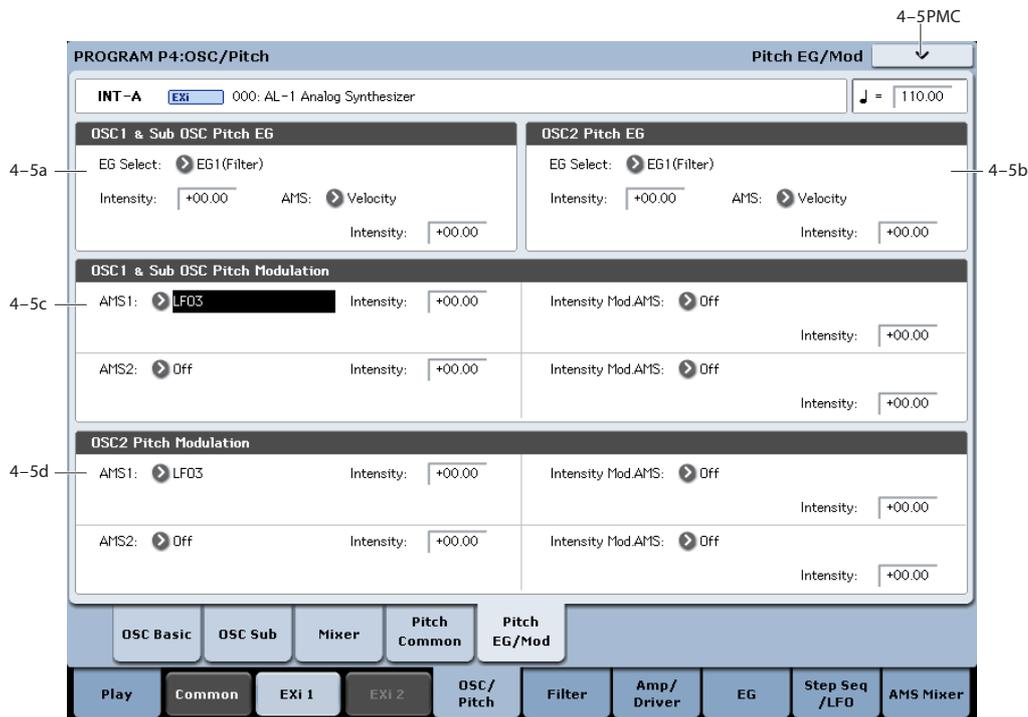 4–5PMC
PROGRAM P4:OSC/Pitch Pitch EG/Mod
INT-A EXi 000: AL-1 Analog Synthesizer ♩ = 110.00
OSC1 & Sub OSC Pitch EG OSC2 Pitch EG
4–5a EG Select: EG1(Filter) EG Select: EG1(Filter) 4–5b
Intensity: +00.00 AMS: Velocity Intensity: +00.00 AMS: Velocity
Intensity: +00.00 Intensity: +00.00
OSC1 & Sub OSC Pitch Modulation
4–5c AMS1: LFO3 Intensity: +00.00 Intensity Mod.AMS: Off
Intensity: +00.00
AMS2: Off Intensity: +00.00 Intensity Mod.AMS: Off
Intensity: +00.00
OSC2 Pitch Modulation
4–5d AMS1: LFO3 Intensity: +00.00 Intensity Mod.AMS: Off
Intensity: +00.00
AMS2: Off Intensity: +00.00 Intensity Mod.AMS: Off
Intensity: +00.00
OSC Basic OSC Sub Mixer Pitch Common Pitch EG/Mod
Play Common EXi 1 EXi 2 OSC/ Pitch Filter Amp/ Driver EG Step Seq /LFO AMS Mixer